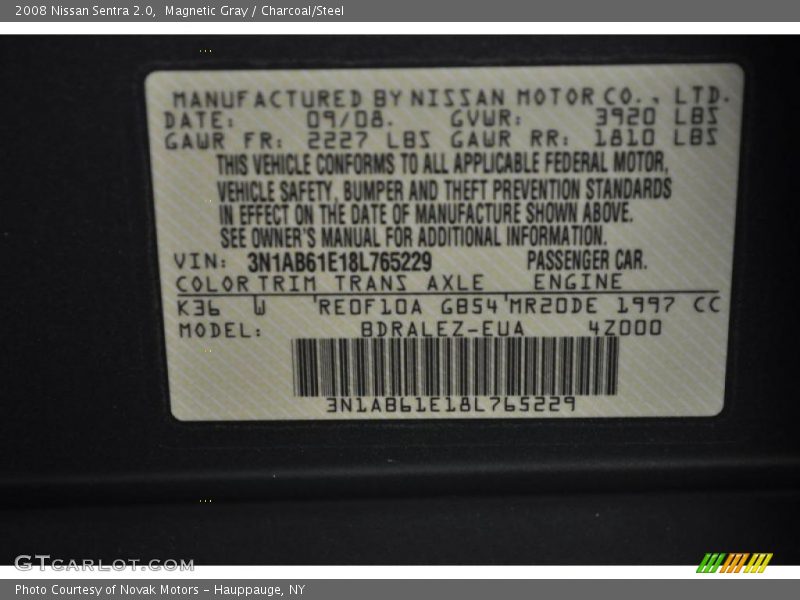 2008 Nissan Sentra 2.0,  Magnetic Gray / Charcoal/Steel
MANUFACTURED BY NISSAN MOTOR CO., LTD.
DATE: 09/08. GVWR: 3920 LBS
GAWR FR: 2227 LBS GAWR RR: 1810 LBS
THIS VEHICLE CONFORMS TO ALL APPLICABLE FEDERAL MOTOR,
VEHICLE SAFETY, BUMPER AND THEFT PREVENTION STANDARDS
IN EFFECT ON THE DATE OF MANUFACTURE SHOWN ABOVE.
SEE OWNER'S MANUAL FOR ADDITIONAL INFORMATION.
VIN: 3N1AB61E18L765229 PASSENGER CAR.
COLOR TRIM TRANS AXLE ENGINE
K36 W 'RE0F10A GB54'MR20DE 1997 CC
MODEL: BDRALEZ-EUA 4Z000
3N1AB61E18L765229
GTCARLOT.COM
Photo Courtesy of Novak Motors - Hauppauge, NY